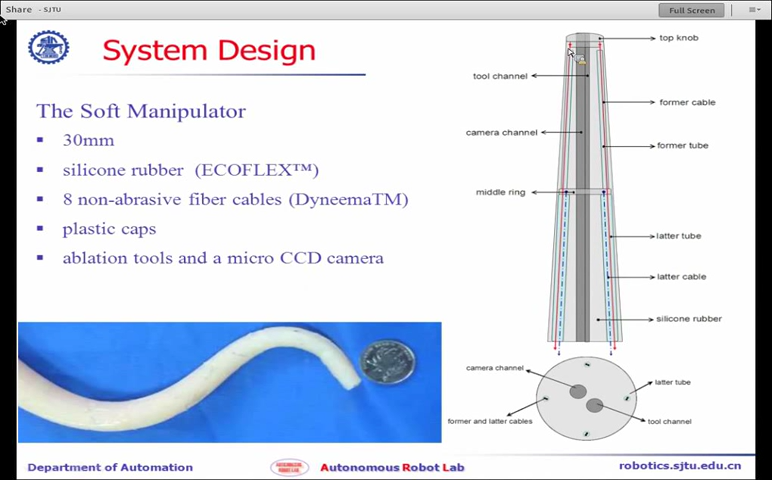 Share - SJTU
Full Screen
System Design
The Soft Manipulator
30mm
silicone rubber (ECOFLEX™)
8 non-abrasive fiber cables (DyneemaTM)
plastic caps
ablation tools and a micro CCD camera
top knob
tool channel
former cable
camera channel
former tube
middle ring
latter tube
latter cable
silicone rubber
camera channel
latter tube
former and latter cables
tool channel
Department of Automation
Autonomous Robot Lab
robotics.sjtu.edu.cn